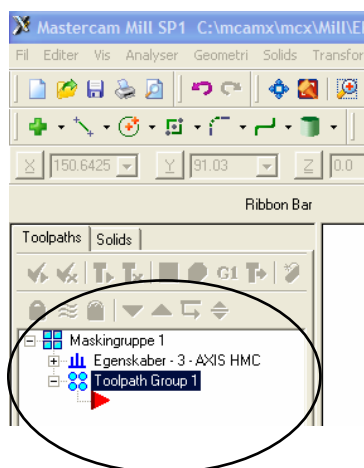 Mastercam Mill SP1 C:\mcamx\mcx\Mill\El
Fil Editer Vis Analyser Geometri Solids Transfor
X 150.6425 Y 91.03 Z 0.0
Ribbon Bar
Toolpaths Solids
G1
Maskingruppe 1
Egenskaber - 3 - AXIS HMC
Toolpath Group 1